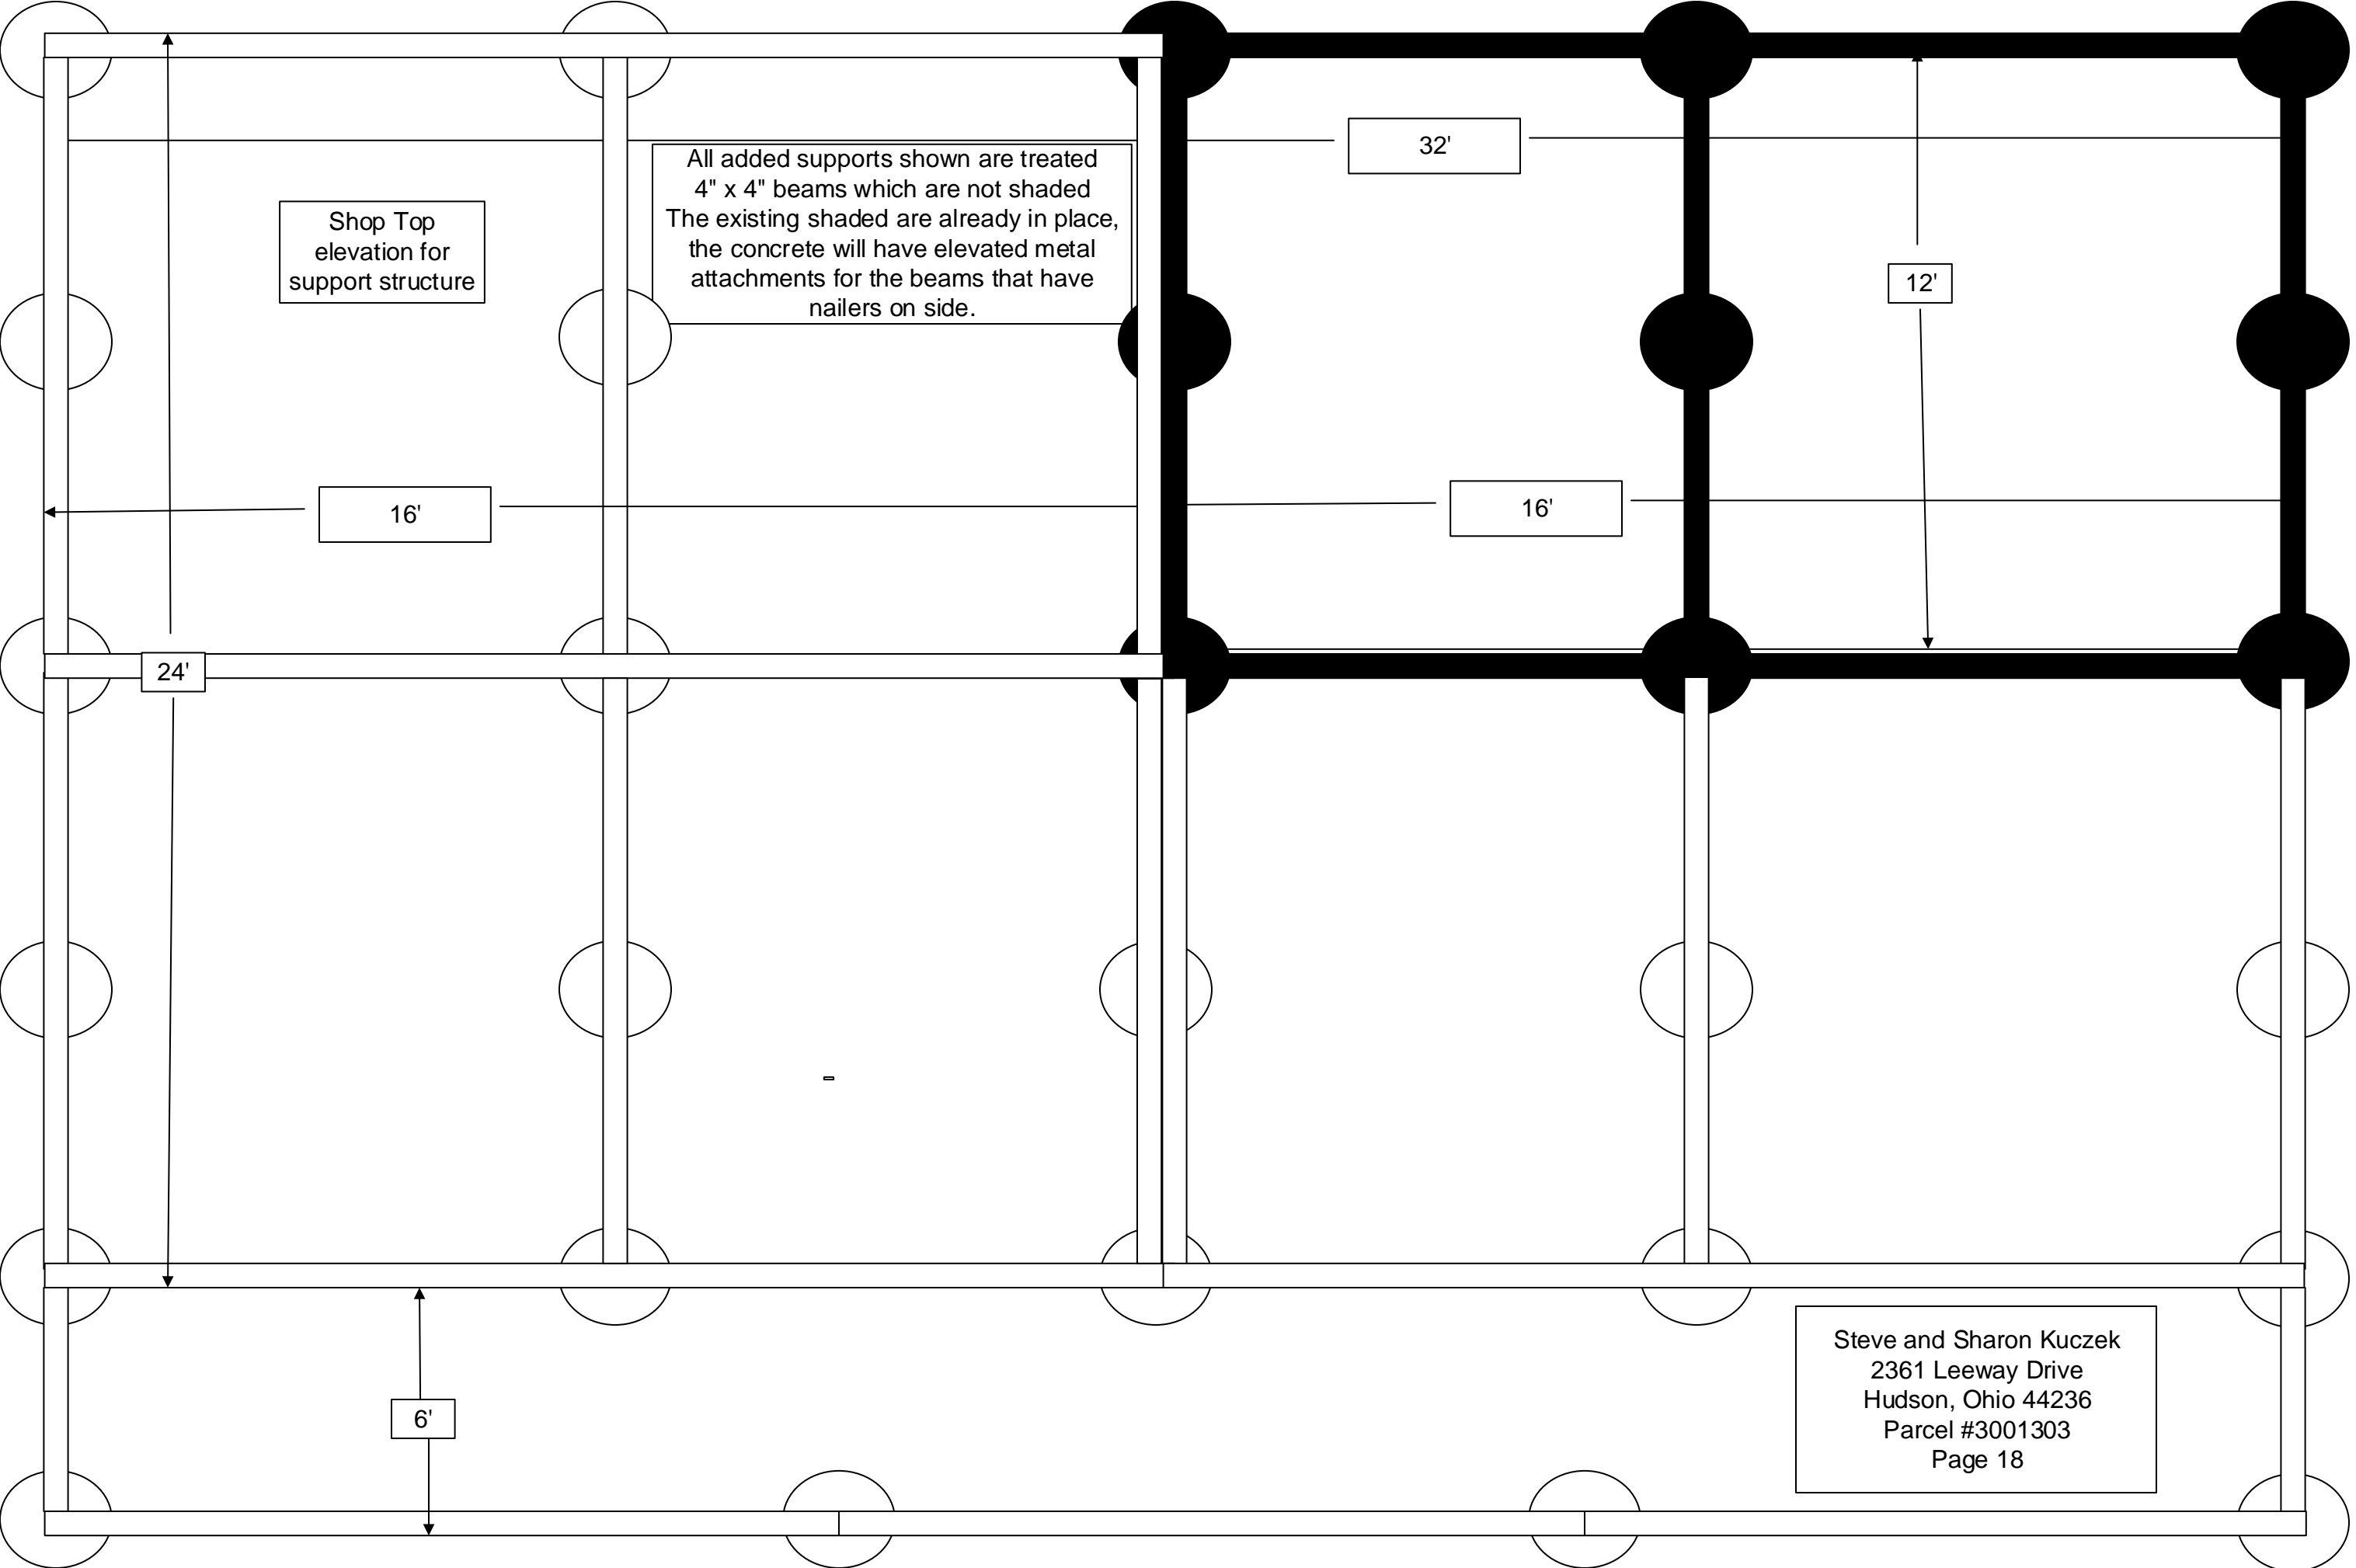 32'
All added supports shown are treated
4" x 4" beams which are not shaded
The existing shaded are already in place,
the concrete will have elevated metal
attachments for the beams that have
nailers on side.
Shop Top
elevation for
support structure
12'
16'
16'
24'
6'
Steve and Sharon Kuczek
2361 Leeway Drive
Hudson, Ohio 44236
Parcel #3001303
Page 18